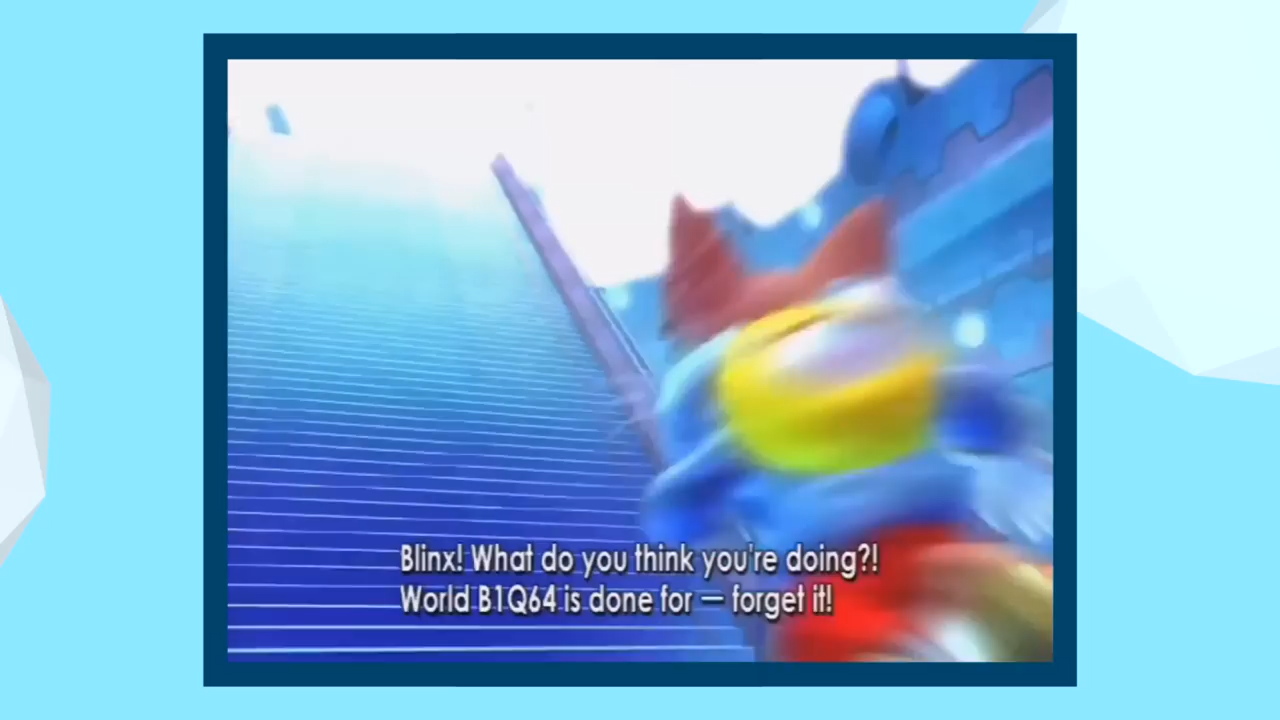 Blinx! What do you think you're doing?!
World B1Q64 is done for — forget it!